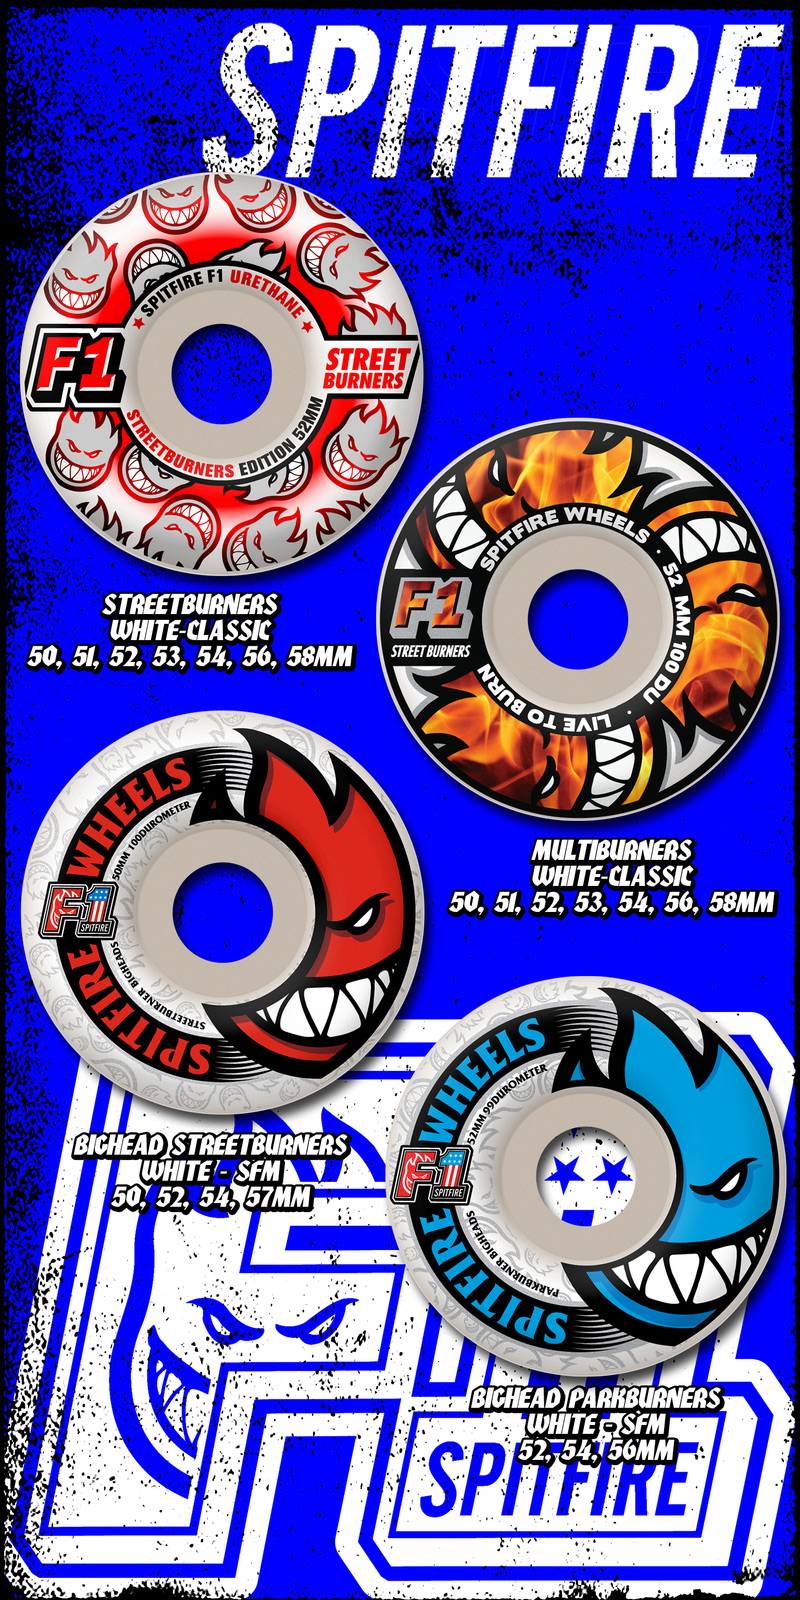 SPITFIRE
SPITFIRE F1 URETHANE
F1
STREET
BURNERS
STREETBURNERS EDITION 52MM
STREETBURNERS
WHITE-CLASSIC
50, 51, 52, 53, 54, 56, 58MM
SPITFIRE WHEELS · 52 MM 100 DU · LIVE TO BURN
F1
STREET BURNERS
MULTIBURNERS
WHITE-CLASSIC
50, 51, 52, 53, 54, 56, 58MM
SPITFIRE WHEELS
50MM 100DUROMETER
F1
SPITFIRE
STREETBURNER BIGHEADS
BIGHEAD STREETBURNERS
WHITE - SFM
50, 52, 54, 57MM
SPITFIRE WHEELS
52MM 99DUROMETER
F1
SPITFIRE
PARKBURNER BIGHEADS
BIGHEAD PARKBURNERS
WHITE - SFM
52, 54, 56MM
SPITFIRE